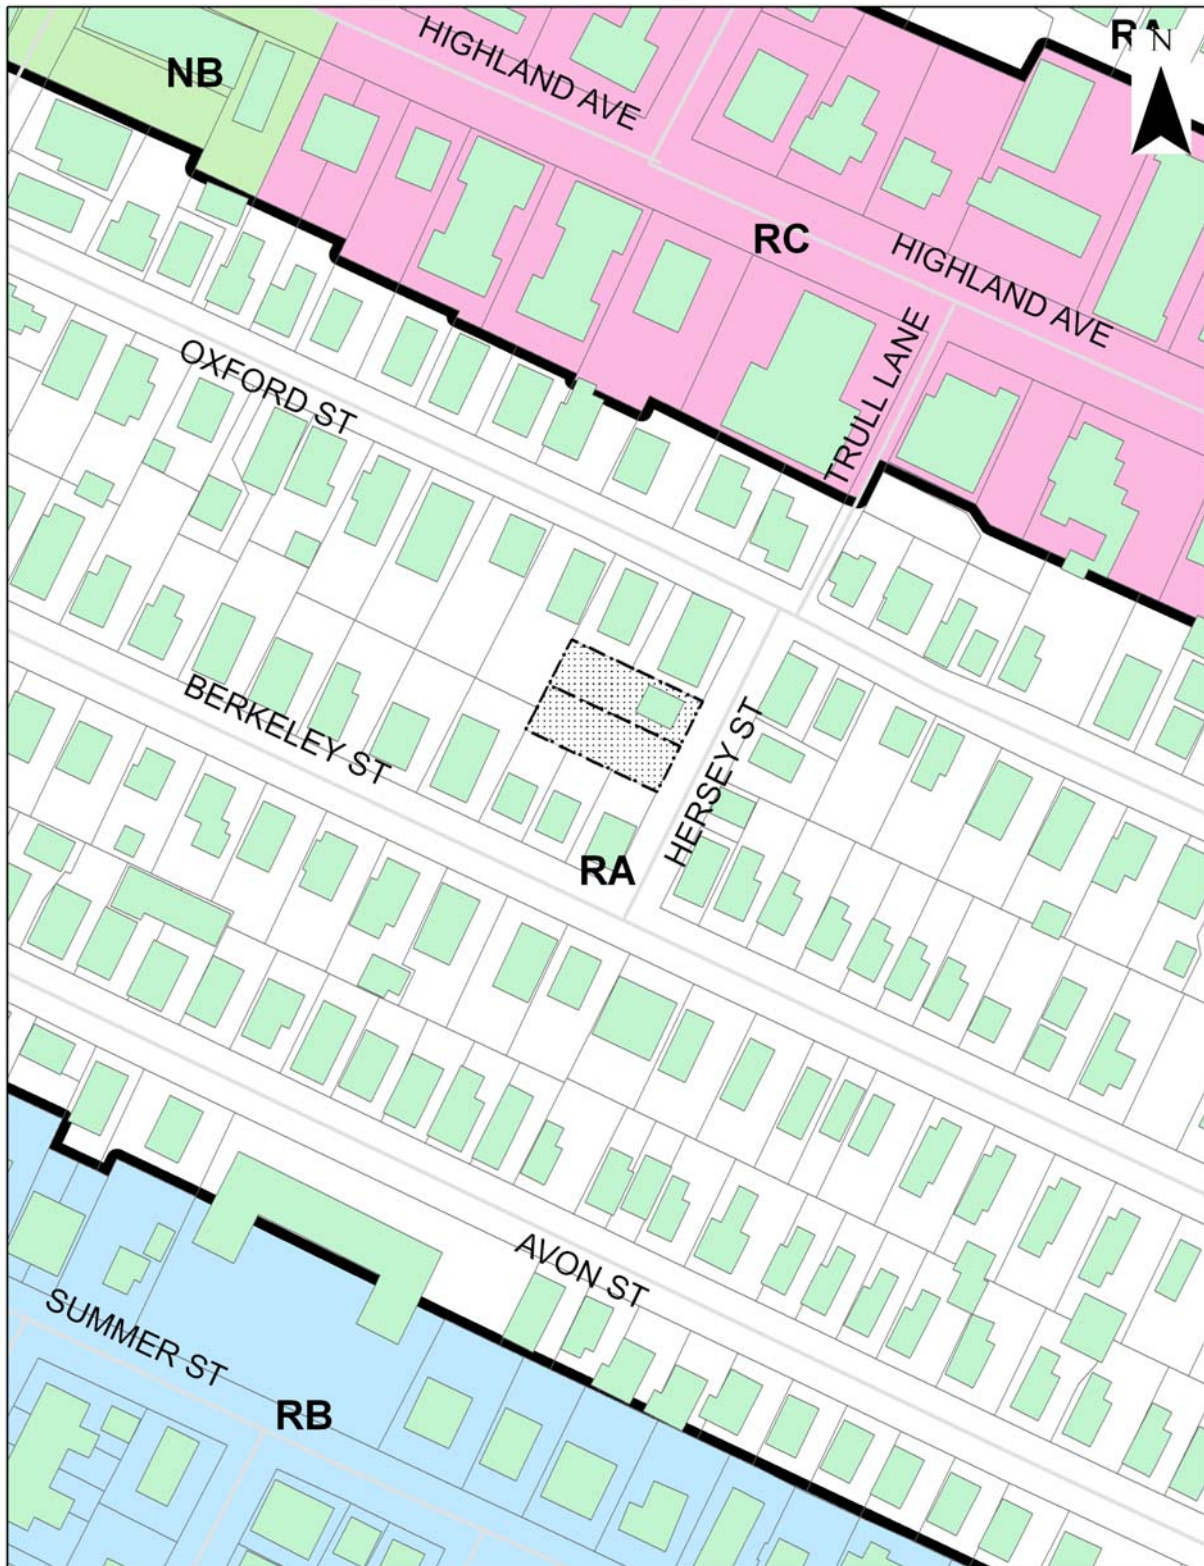 HIGHLAND AVE
N
NB
RC
HIGHLAND AVE
TRULL LANE
OXFORD ST
BERKELEY ST
HERSEY ST
RA
AVON ST
SUMMER ST
RB